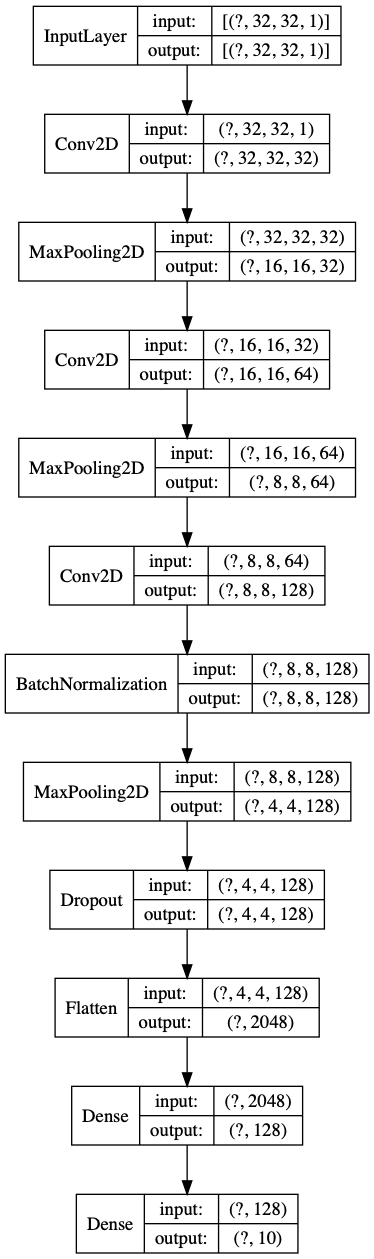 InputLayer input: [(?, 32, 32, 1)]
output: [(?, 32, 32, 1)]
Conv2D input: (?, 32, 32, 1)
output: (?, 32, 32, 32)
MaxPooling2D input: (?, 32, 32, 32)
output: (?, 16, 16, 32)
Conv2D input: (?, 16, 16, 32)
output: (?, 16, 16, 64)
MaxPooling2D input: (?, 16, 16, 64)
output: (?, 8, 8, 64)
Conv2D input: (?, 8, 8, 64)
output: (?, 8, 8, 128)
BatchNormalization input: (?, 8, 8, 128)
output: (?, 8, 8, 128)
MaxPooling2D input: (?, 8, 8, 128)
output: (?, 4, 4, 128)
Dropout input: (?, 4, 4, 128)
output: (?, 4, 4, 128)
Flatten input: (?, 4, 4, 128)
output: (?, 2048)
Dense input: (?, 2048)
output: (?, 128)
Dense input: (?, 128)
output: (?, 10)